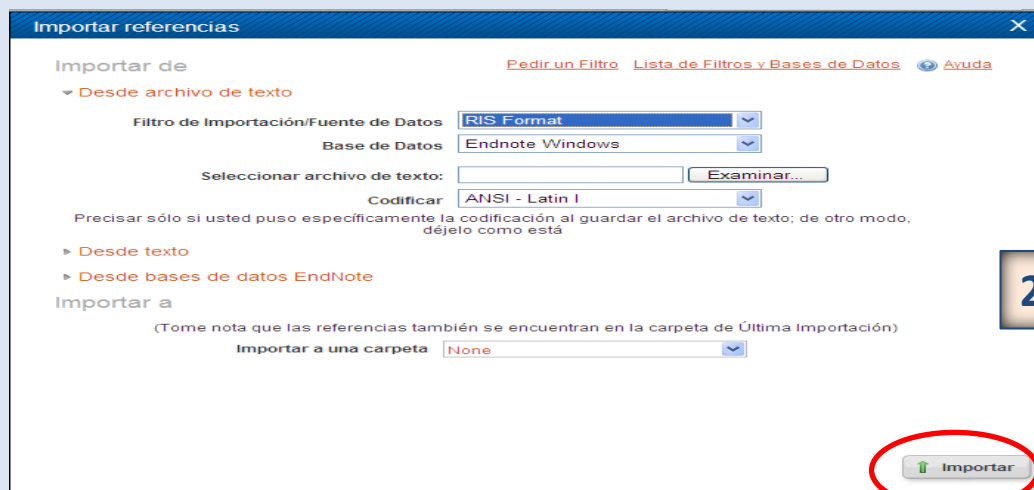 Importar referencias
Importar de
Pedir un Filtro Lista de Filtros y Bases de Datos Ayuda
Desde archivo de texto
Filtro de Importación/Fuente de Datos RIS Format
Base de Datos Endnote Windows
Seleccionar archivo de texto: Examinar...
Codificar ANSI - Latin I
Precisar sólo si usted puso específicamente la codificación al guardar el archivo de texto; de otro modo,
déjelo como está
Desde texto
Desde bases de datos EndNote
2
Importar a
(Tome nota que las referencias también se encuentran en la carpeta de Última Importación)
Importar a una carpeta None
Importar